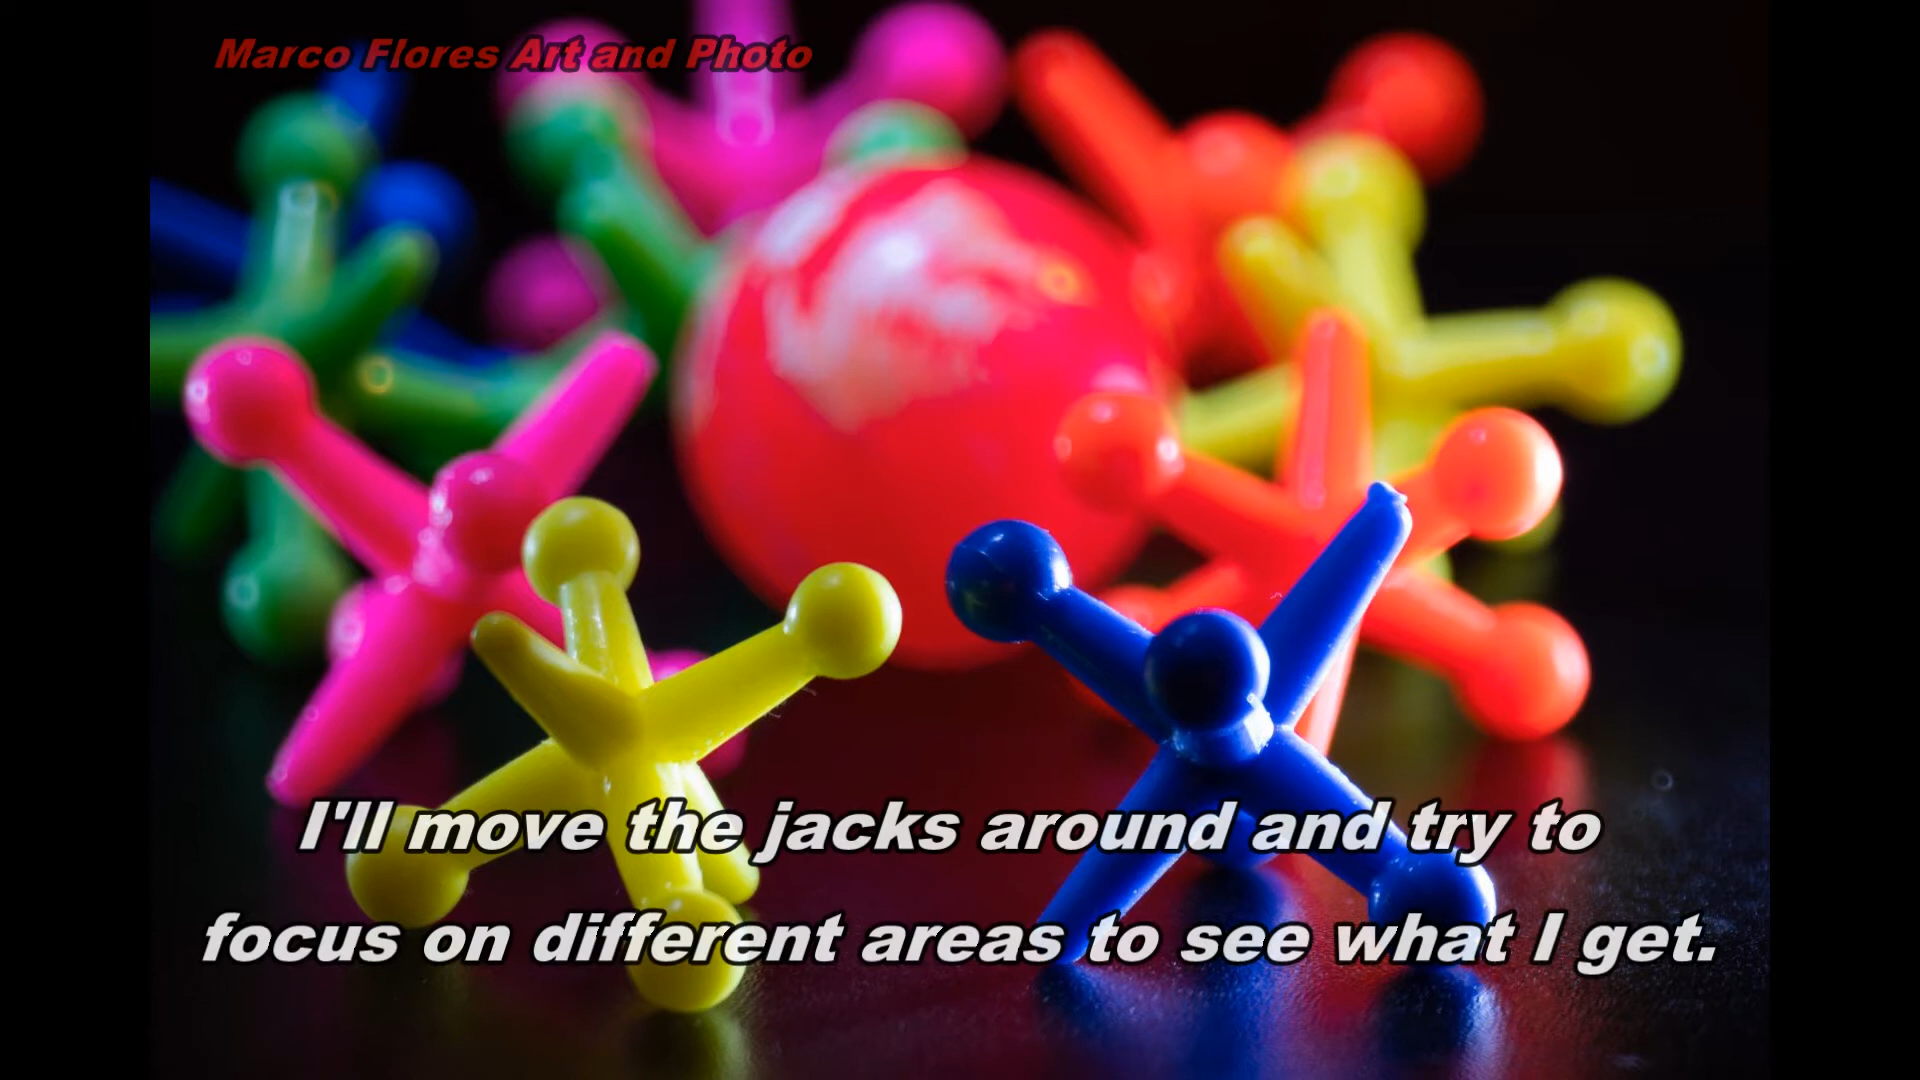 Marco Flores Art and Photo
I'll move the jacks around and try to
focus on different areas to see what I get.